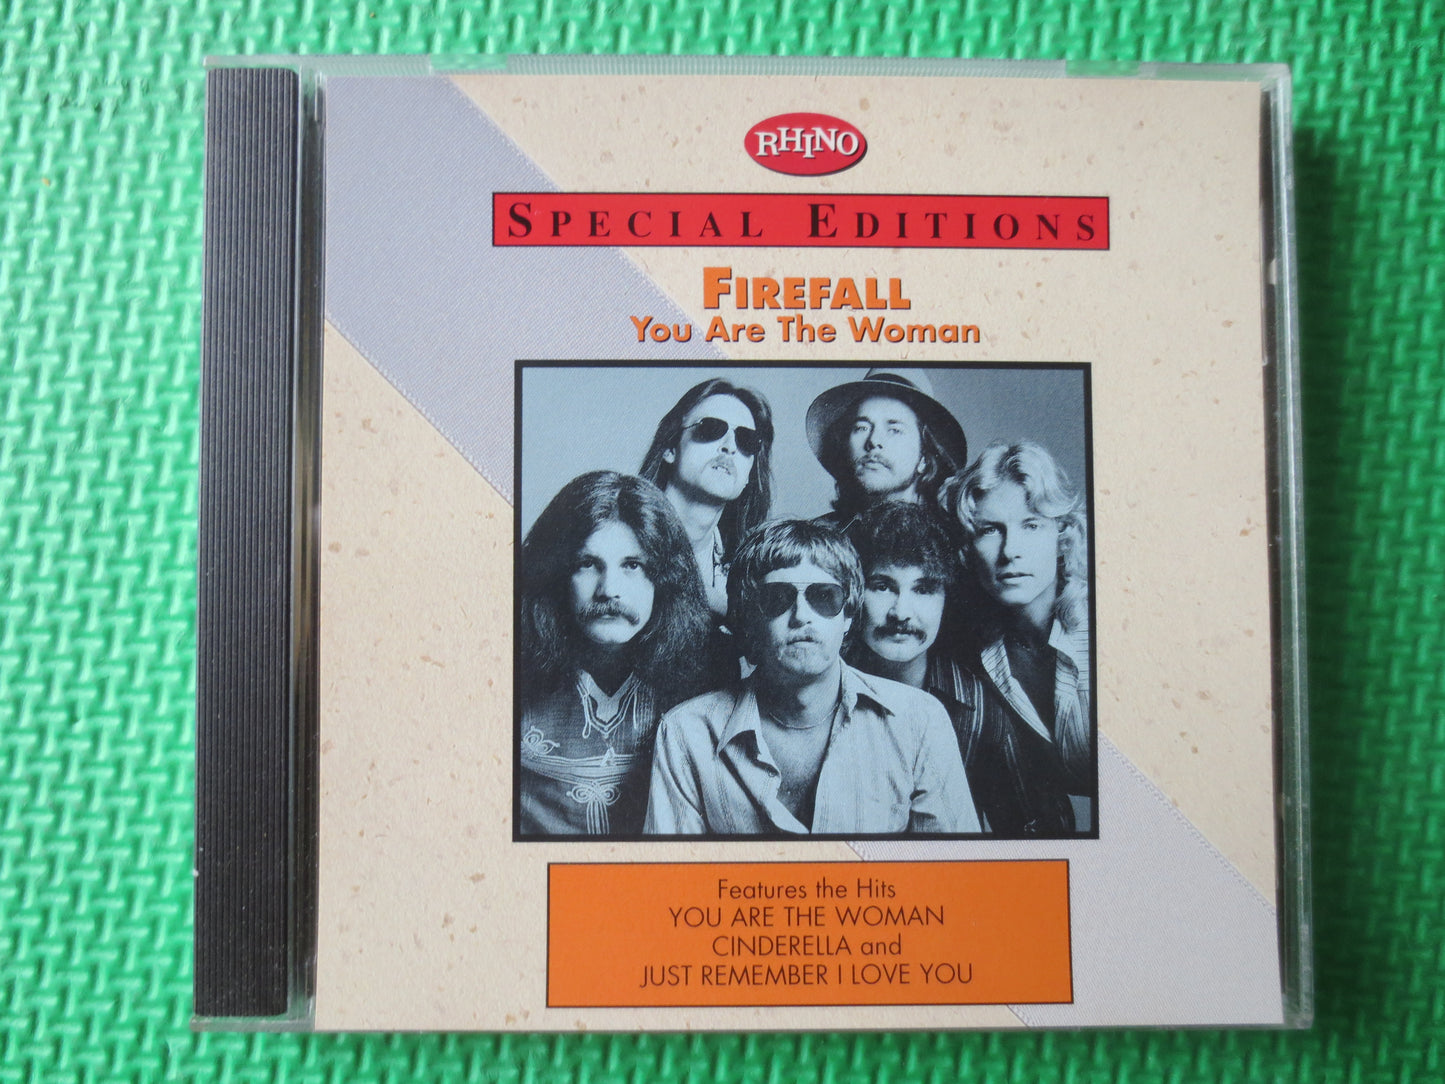 RHINO
SPECIAL EDITIONS
FIREFALL
You Are The Woman
Features the Hits
YOU ARE THE WOMAN
CINDERELLA and
JUST REMEMBER I LOVE YOU